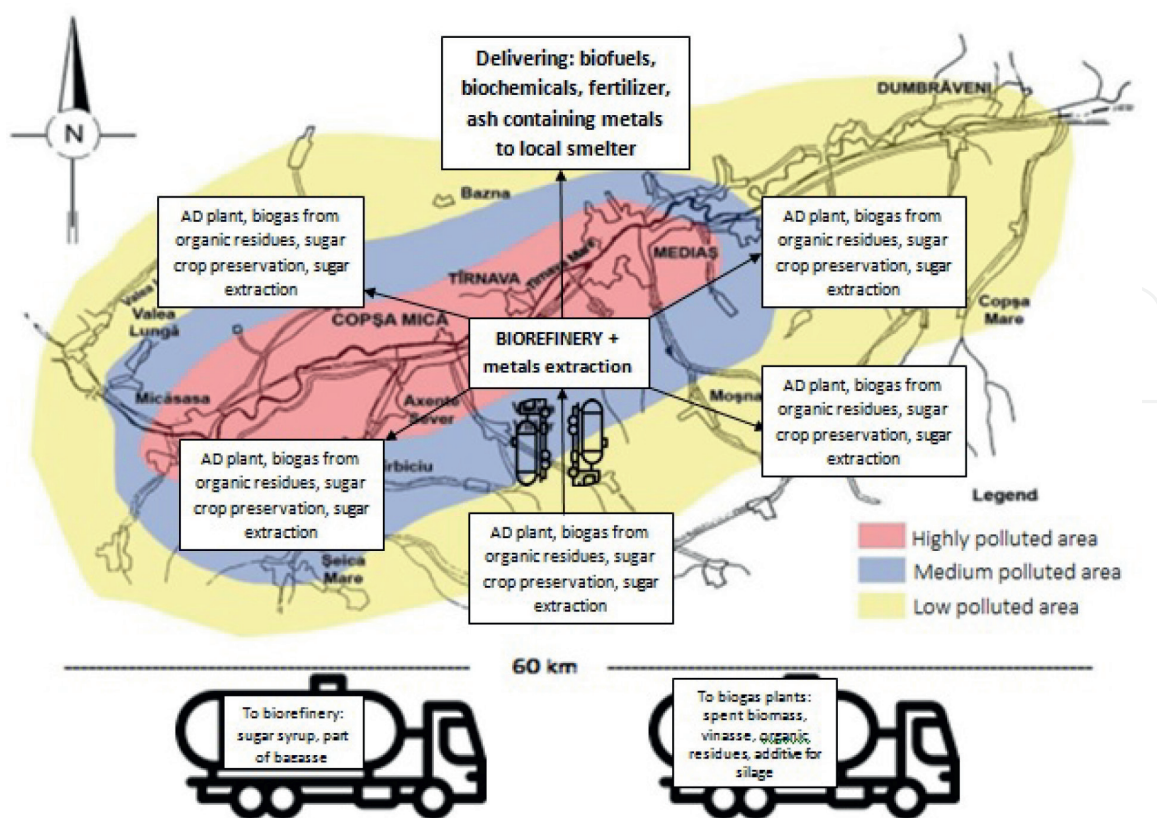 Delivering: biofuels,
biochemicals, fertilizer,
ash containing metals
to local smelter
DUMBRĂVENI
N
Bazna
AD plant, biogas from
organic residues, sugar
crop preservation, sugar
extraction
AD plant, biogas from
organic residues, sugar
crop preservation, sugar
extraction
MEDIAŞ
TÎRNAVA
Tîrnava Mare
Valea
Valea
Lungă
COPŞA MICĂ
Copşa
Mare
BIOREFINERY +
metals extraction
Micăsasa
Axente
Sever
Moşna
AD plant, biogas from
organic residues, sugar
crop preservation, sugar
extraction
AD plant, biogas from
organic residues, sugar
crop preservation, sugar
extraction
Legend
AD plant, biogas from
organic residues, sugar
crop preservation, sugar
extraction
Şeica
Mare
Highly polluted area
Medium polluted area
Low polluted area
60 km
To biorefinery:
sugar syrup, part
of bagasse
To biogas plants:
spent biomass,
vinasse, organic
residues, additive for
silage